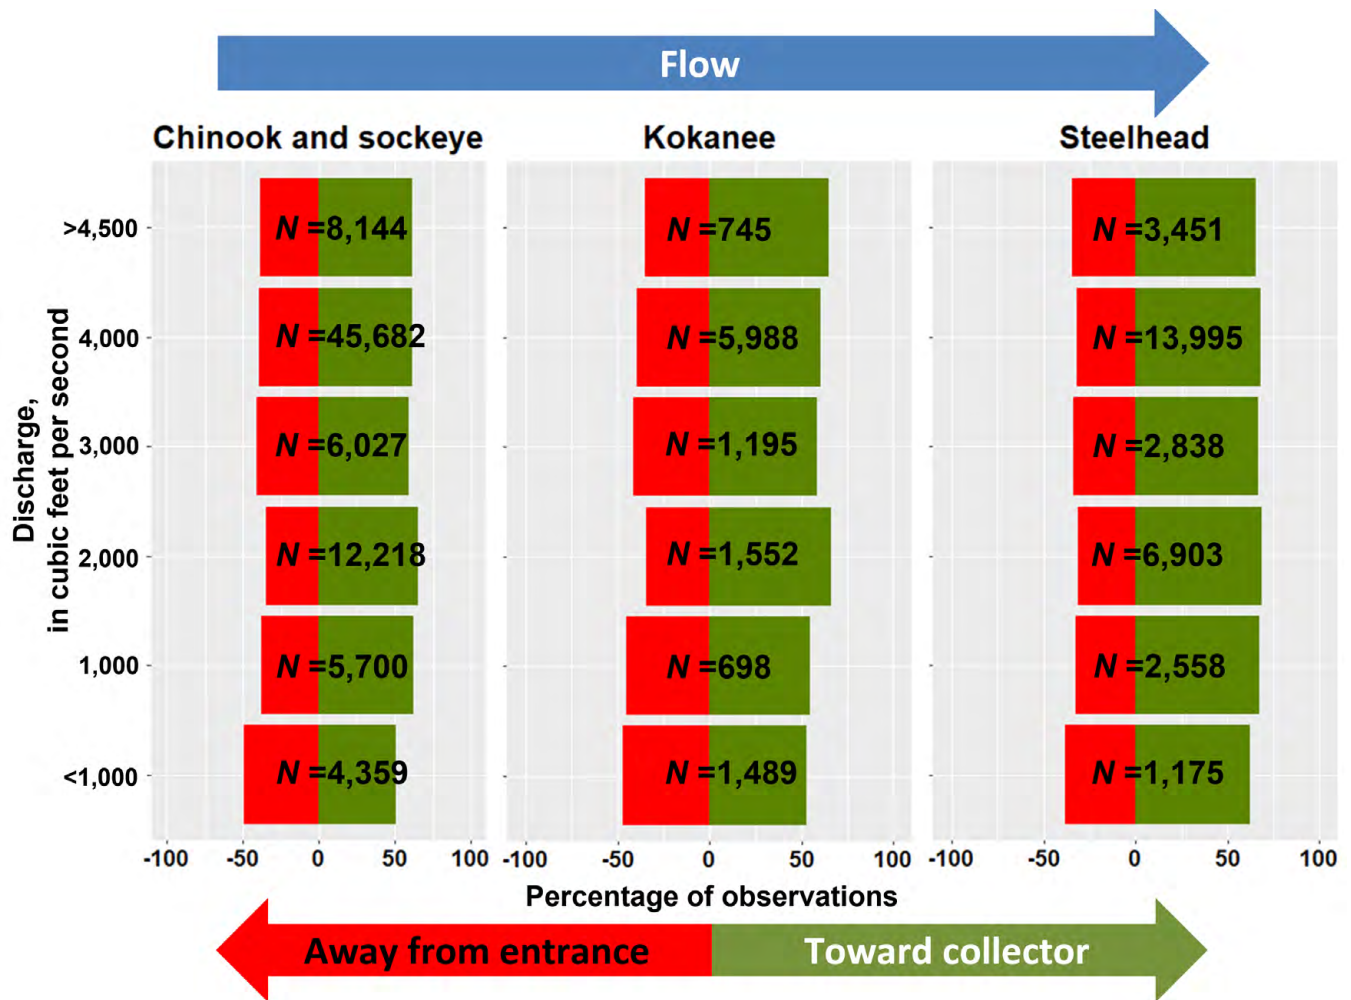 Flow
Chinook and sockeye
Kokanee
Steelhead
Discharge,
in cubic feet per second
>4,500
N =8,144
N =745
N =3,451
4,000
N =45,682
N =5,988
N =13,995
3,000
N =6,027
N =1,195
N =2,838
2,000
N =12,218
N =1,552
N =6,903
1,000
N =5,700
N =698
N =2,558
<1,000
N =4,359
N =1,489
N =1,175
-100 -50 0 50 100
-100 -50 0 50 100
-100 -50 0 50 100
Percentage of observations
Away from entrance
Toward collector